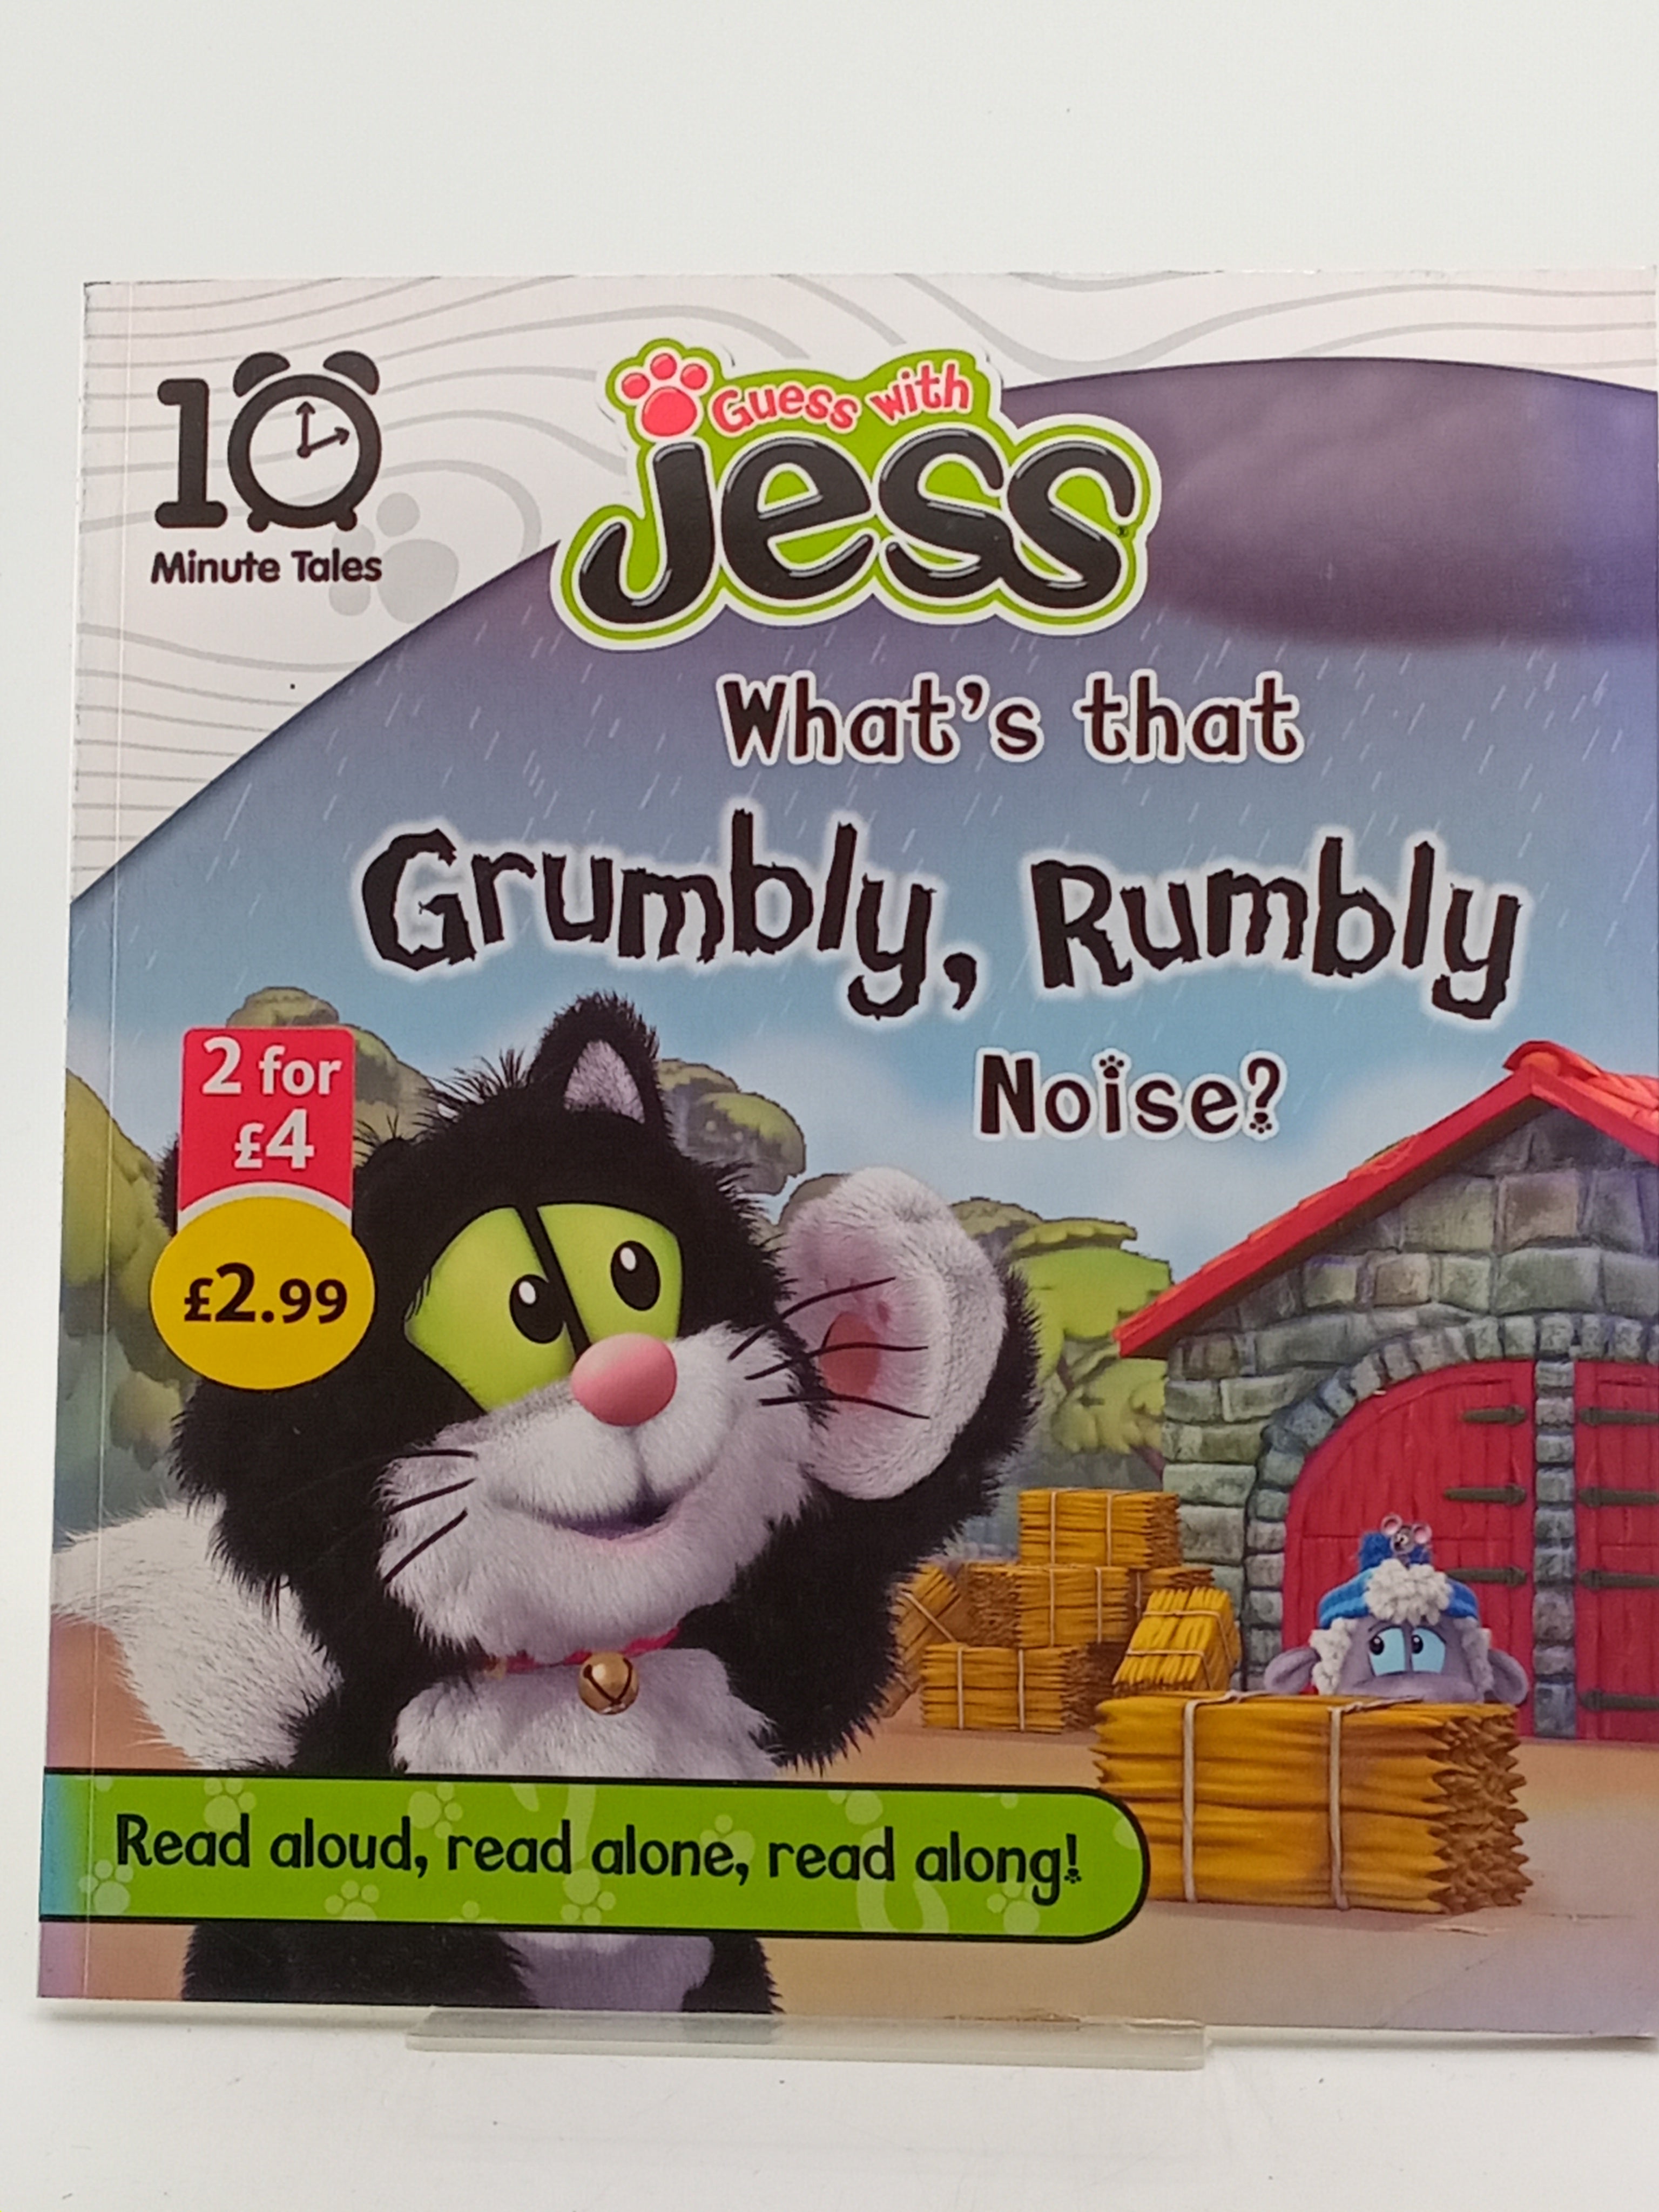 10
Minute Tales
Guess with
Jess
What's that
Grumbly, Rumbly
Noise?
2 for
£4
£2.99
Read aloud, read alone, read along!